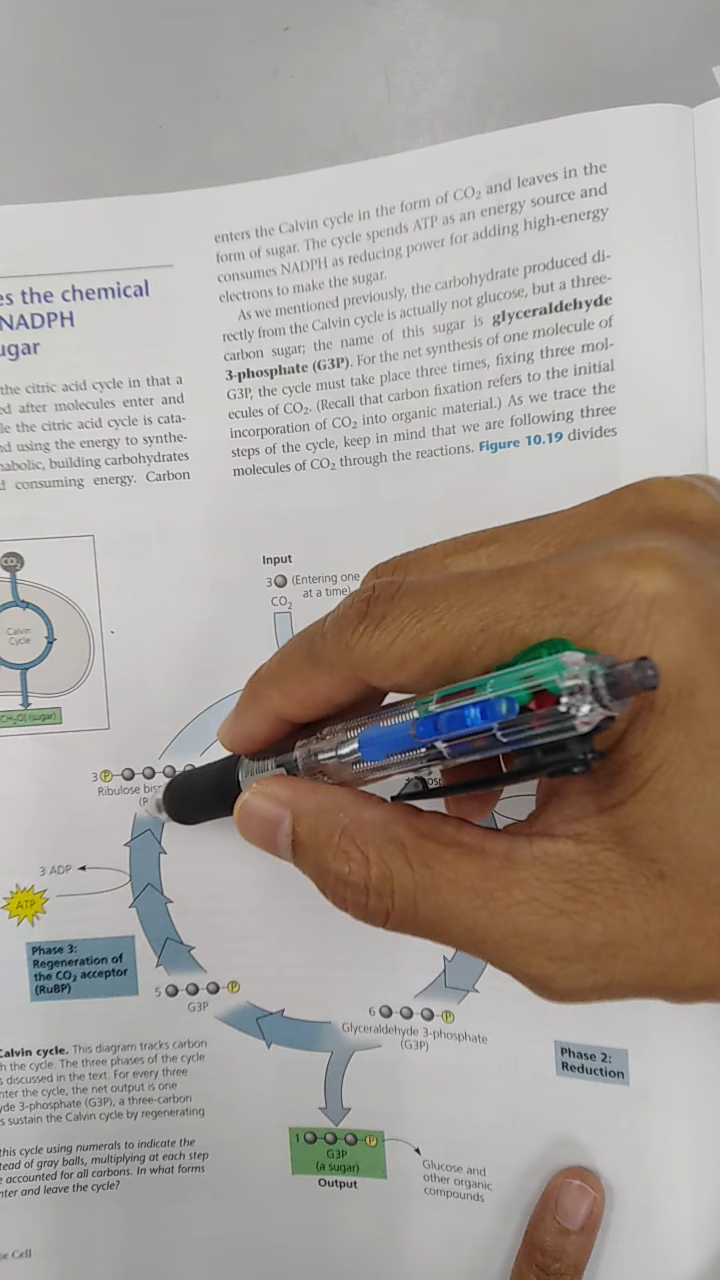 enters the Calvin cycle in the form of CO₂ and leaves in the
form of sugar. The cycle spends ATP as an energy source and
consumes NADPH as reducing power for adding high-energy
electrons to make the sugar.
As we mentioned previously, the carbohydrate produced di-
rectly from the Calvin cycle is actually not glucose, but a three-
carbon sugar; the name of this sugar is glyceraldehyde
3-phosphate (G3P). For the net synthesis of one molecule of
G3P, the cycle must take place three times, fixing three mol-
ecules of CO₂. (Recall that carbon fixation refers to the initial
incorporation of CO₂ into organic material.) As we trace the
steps of the cycle, keep in mind that we are following three
molecules of CO₂ through the reactions. Figure 10.19 divides
the chemical
NADPH
the citric acid cycle in that a
after molecules enter and
the citric acid cycle is cata-
using the energy to synthe-
building carbohydrates
consuming energy. Carbon
CO₂
Calvin
Cycle
[CH₂O] (sugar)
Input
3 (Entering one
at a time)
CO₂
3 P
Ribulose
3 ADP
ATP
Phase 3:
Regeneration of
the CO₂ acceptor
(RuBP)
5 P
G3P
6 P
Glyceraldehyde 3-phosphate
(G3P)
Phase 2:
Reduction
1 P
G3P
(a sugar)
Output
Glucose and
other organic
compounds
Calvin cycle. This diagram tracks carbon
the cycle. The three phases of the cycle
discussed in the text. For every three
the cycle, the net output is one
3-phosphate (G3P), a three-carbon
sustain the Calvin cycle by regenerating
this cycle using numerals to indicate the
of gray balls, multiplying at each step
accounted for all carbons. In what forms
and leave the cycle?
Cell